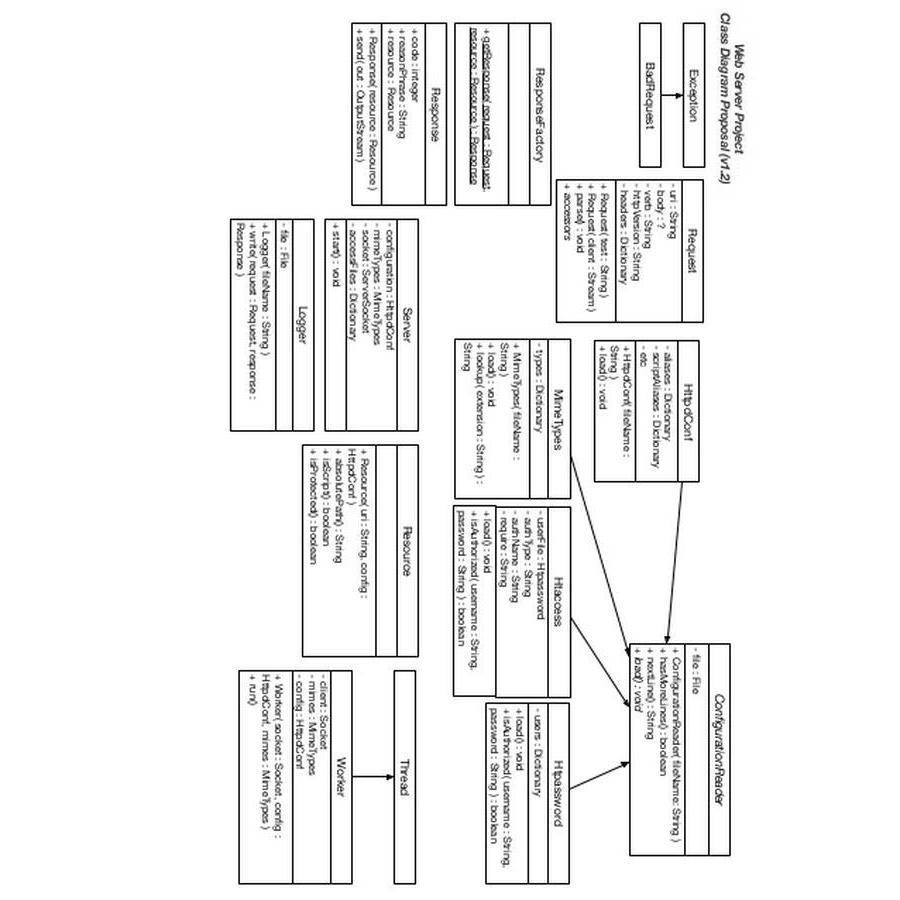 Web Server Project
Class Diagram Proposal (v1.2)
Exception
BadRequest
Request
- uri : String
- body : ?
- verb : String
- httpVersion : String
- headers : Dictionary
+ Request( test : String )
+ Request( client : Stream )
+ parse() : void
+ accessors
HttpdConf
- aliases : Dictionary
- scriptAliases : Dictionary
- etc
+ HttpdConf( fileName :
String )
+ load() : void
ConfigurationReader
- file : File
+ ConfigurationReader( fileName: String )
+ hasMoreLines() : boolean
+ nextLine() : String
+ load() : void
ResponseFactory
+ getResponse( request : Request,
resource : Resource ) : Response
MimeTypes
- types : Dictionary
+ MimeTypes( fileName :
String )
+ load() : void
+ lookup( extension : String ) :
String
Htaccess
- userFile : Htpassword
- authType : String
- authName : String
- require : String
+ load() : void
+ isAuthorized( username : String,
password : String ) : boolean
Htpassword
- users : Dictionary
+ load() : void
+ isAuthorized( username : String,
password : String ) : boolean
Response
+ code : integer
+ reasonPhrase : String
+ resource : Resource
+ Response( resource : Resource )
+ send( out : OutputStream )
Server
- configuration : HttpdConf
- mimeTypes : MimeTypes
- socket : ServerSocket
- accessFiles : Dictionary
+ start() : void
Resource
+ Resource( uri : String, config :
HttpdConf )
+ absolutePath() : String
+ isScript() : boolean
+ isProtected() : boolean
Thread
Logger
- file : File
+ Logger( fileName : String )
+ write( request : Request, response :
Response )
Worker
- client : Socket
- mimes : MimeTypes
- config : HttpdConf
+ Worker( socket : Socket, config :
HttpdConf, mimes : MimeTypes )
+ run()